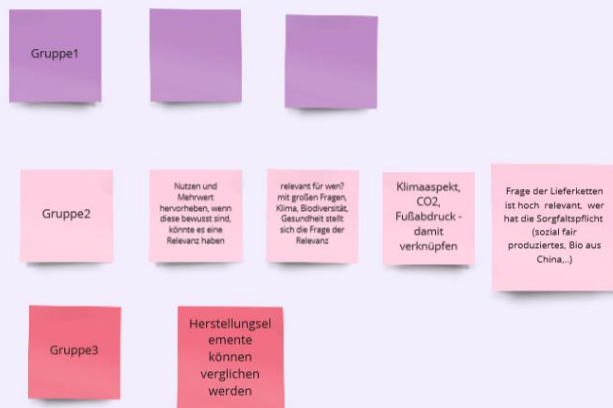 Gruppe1
Gruppe2
Nutzen und
Mehrwert
hervorheben, wenn
diese bewusst sind,
könnte es eine
Relevanz haben
relevant für wen?
mit großen Fragen,
Klima, Biodiversität,
Gesundheit stellt
sich die Frage der
Relevanz
Klimaaspekt,
CO2,
Fußabdruck -
damit
verknüpfen
Frage der Lieferketten
ist hoch relevant, wer
hat die Sorgfaltspflicht
(sozial fair
produziertes, Bio aus
China,..)
Gruppe3
Herstellungsel
emente
können
verglichen
werden